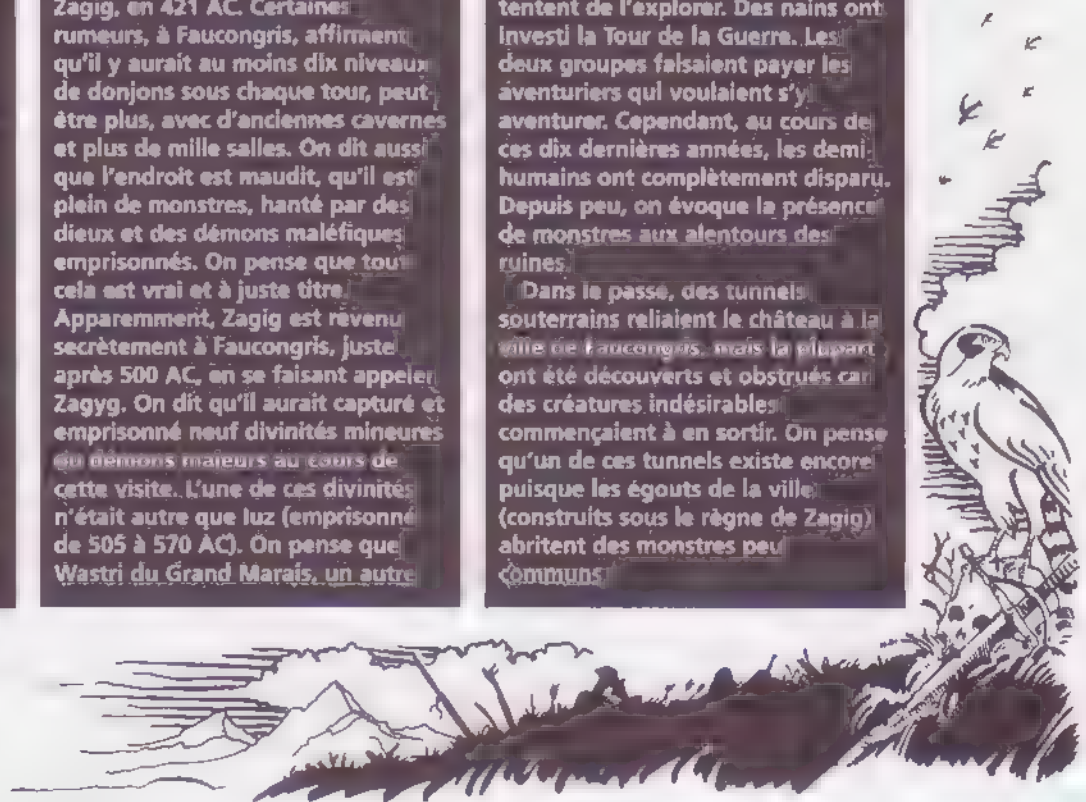 Zagig, en 421 AC. Certaines
rumeurs, à Faucongris, affirment
qu'il y aurait au moins dix niveaux
de donjons sous chaque tour, peut-
être plus, avec d'anciennes cavernes
et plus de mille salles. On dit aussi
que l'endroit est maudit, qu'il est
plein de monstres, hanté par des
dieux et des démons maléfiques
emprisonnés. On pense que tout
cela est vrai et à juste titre.
Apparemment, Zagig est revenu
secrètement à Faucongris, juste
après 500 AC, en se faisant appeler
Zagyg. On dit qu'il aurait capturé et
emprisonné neuf divinités mineures
ou démons majeurs au cours de
cette visite. L'une de ces divinités
n'était autre que Iuz (emprisonné
de 505 à 570 AC). On pense que
Wastri du Grand Marais, un autre
tentent de l'explorer. Des nains ont
investi la Tour de la Guerre. Les
deux groupes faisaient payer les
aventuriers qui voulaient s'y
aventurer. Cependant, au cours de
ces dix dernières années, les demi-
humains ont complètement disparu.
Depuis peu, on évoque la présence
de monstres aux alentours des
ruines.
Dans le passé, des tunnels
souterrains reliaient le château à la
ville de Faucongris, mais la plupart
ont été découverts et obstrués car
des créatures indésirables
commençaient à en sortir. On pense
qu'un de ces tunnels existe encore
puisque les égouts de la ville
(construits sous le règne de Zagig)
abritent des monstres peu
communs.